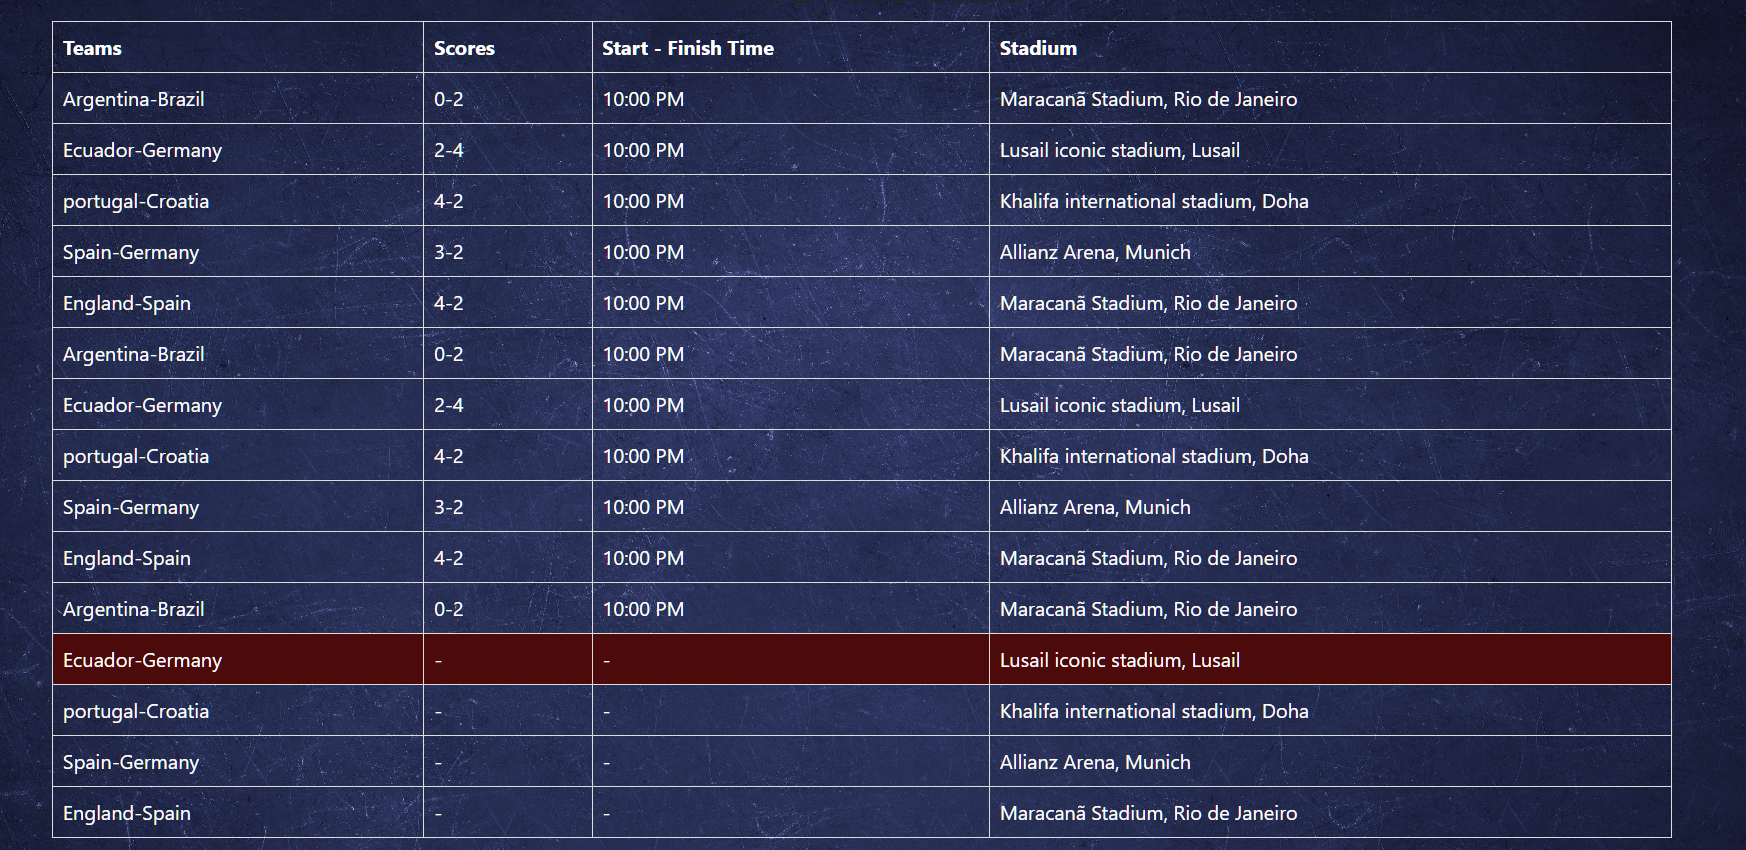 Teams Scores Start - Finish Time Stadium
Argentina-Brazil 0-2 10:00 PM Maracanã Stadium, Rio de Janeiro
Ecuador-Germany 2-4 10:00 PM Lusail iconic stadium, Lusail
portugal-Croatia 4-2 10:00 PM Khalifa international stadium, Doha
Spain-Germany 3-2 10:00 PM Allianz Arena, Munich
England-Spain 4-2 10:00 PM Maracanã Stadium, Rio de Janeiro
Argentina-Brazil 0-2 10:00 PM Maracanã Stadium, Rio de Janeiro
Ecuador-Germany 2-4 10:00 PM Lusail iconic stadium, Lusail
portugal-Croatia 4-2 10:00 PM Khalifa international stadium, Doha
Spain-Germany 3-2 10:00 PM Allianz Arena, Munich
England-Spain 4-2 10:00 PM Maracanã Stadium, Rio de Janeiro
Argentina-Brazil 0-2 10:00 PM Maracanã Stadium, Rio de Janeiro
Ecuador-Germany - - Lusail iconic stadium, Lusail
portugal-Croatia - - Khalifa international stadium, Doha
Spain-Germany - - Allianz Arena, Munich
England-Spain - - Maracanã Stadium, Rio de Janeiro